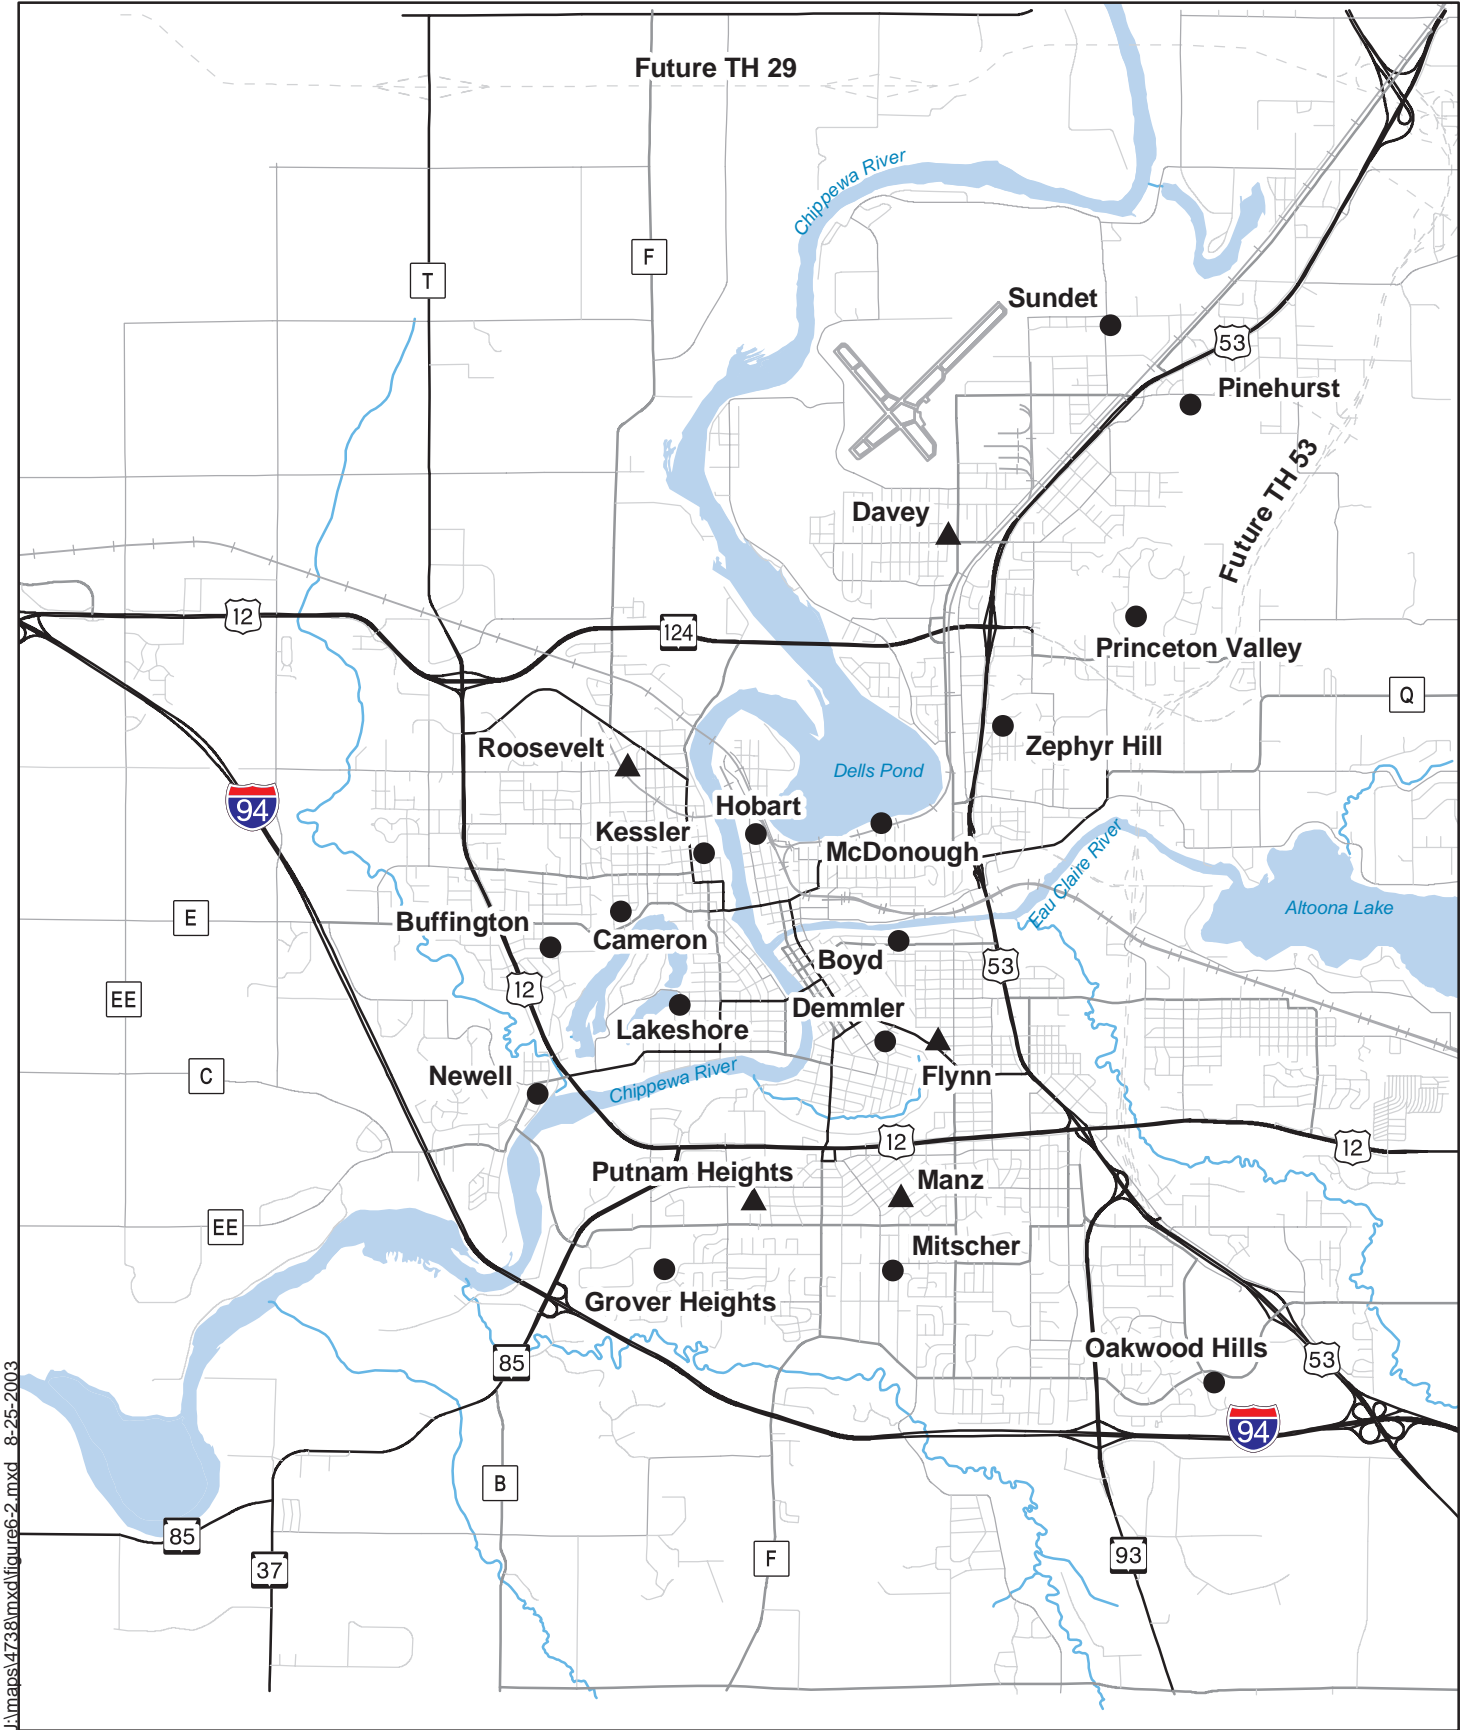 Future TH 29
Chippewa River
F
T
Sundet
53
Pinehurst
Future TH 53
Davey
12
124
Princeton Valley
Q
Roosevelt
Zephyr Hill
Dells Pond
94
Hobart
Kessler
McDonough
Eau Claire River
Altoona Lake
E
Buffington
Cameron
Boyd
53
EE
12
Demmler
Lakeshore
C
Newell
Chippewa River
Flynn
12
12
Putnam Heights
Manz
EE
Mitscher
Grover Heights
Oakwood Hills
85
53
94
B
85
37
F
93
J:\maps\4738\mxd\figure6-2.mxd 8-25-2003